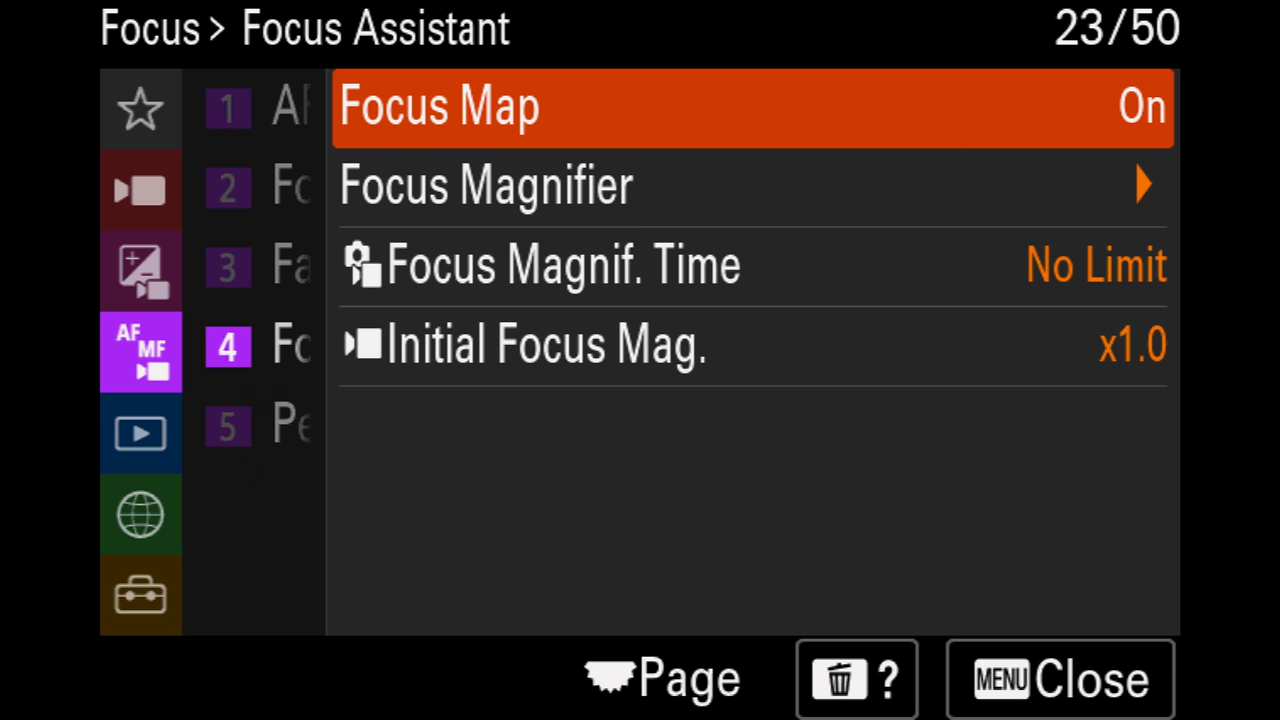 Focus > Focus Assistant 23/50
1
2
3
4
5
AF MF
Focus Map On
Focus Magnifier
Focus Magnif. Time No Limit
Initial Focus Mag. x1.0
Page ? MENU Close